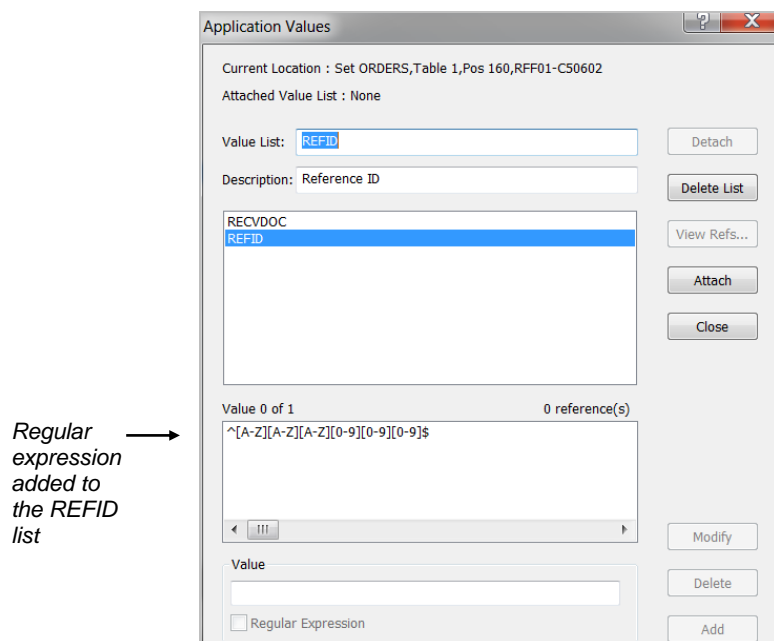 Application Values
?
X
Current Location : Set ORDERS,Table 1,Pos 160,RFF01-C50602
Attached Value List : None
Value List: REFID
Detach
Description: Reference ID
Delete List
RECVDOC
REFID
View Refs...
Attach
Close
Value 0 of 1 0 reference(s)
^[A-Z][A-Z][A-Z][0-9][0-9][0-9]$
Regular
expression
added to
the REFID
list
Modify
Value
Delete
Regular Expression
Add